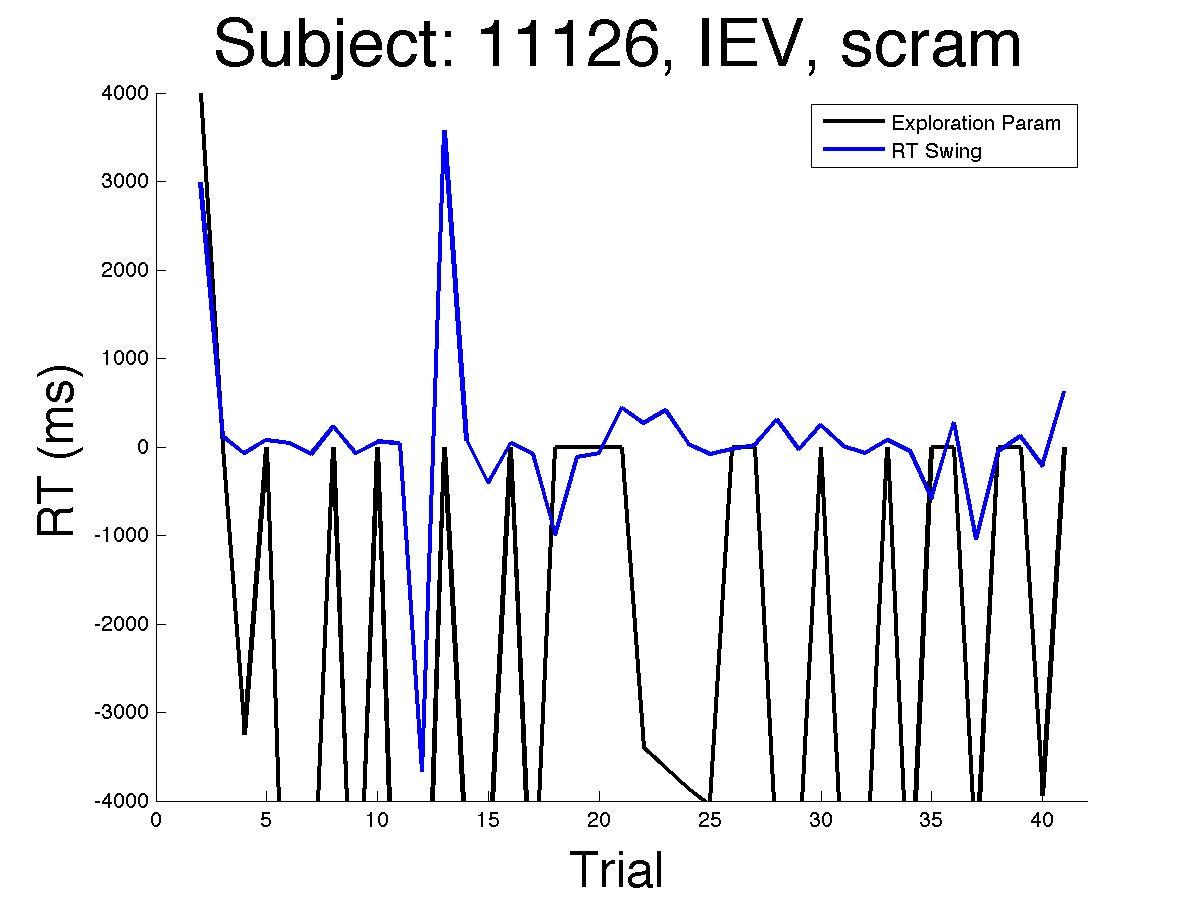 Subject: 11126, IEV, scram
Exploration Param
RT Swing
4000
3000
2000
1000
0
-1000
-2000
-3000
-4000
RT (ms)
0 5 10 15 20 25 30 35 40
Trial